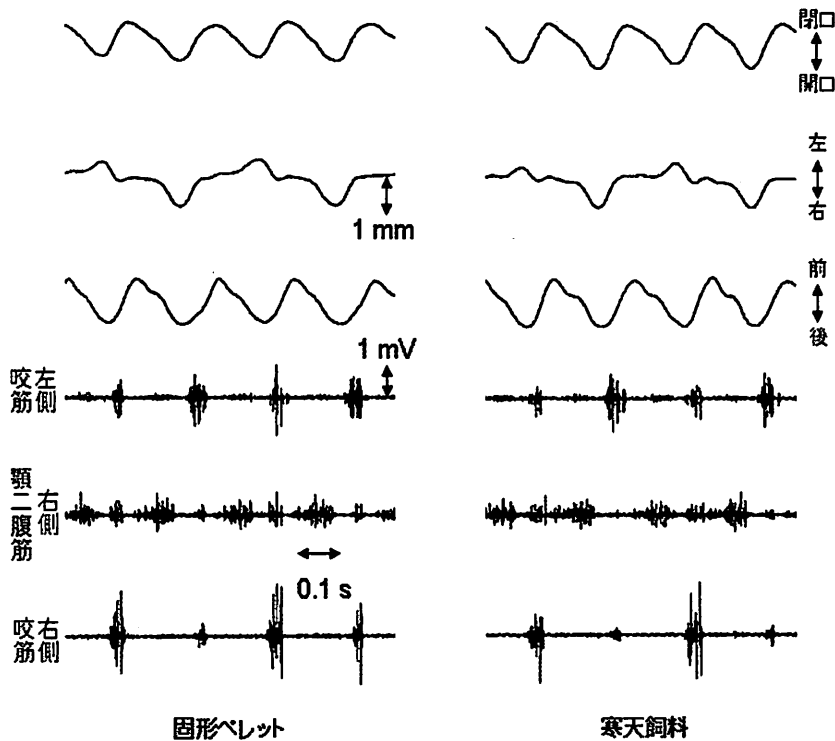 閉口
開口
左
右
1 mm
前
後
1 mV
左側
咬筋
右側
顎二腹筋
0.1 s
右側
咬筋
固形ペレット
寒天飼料